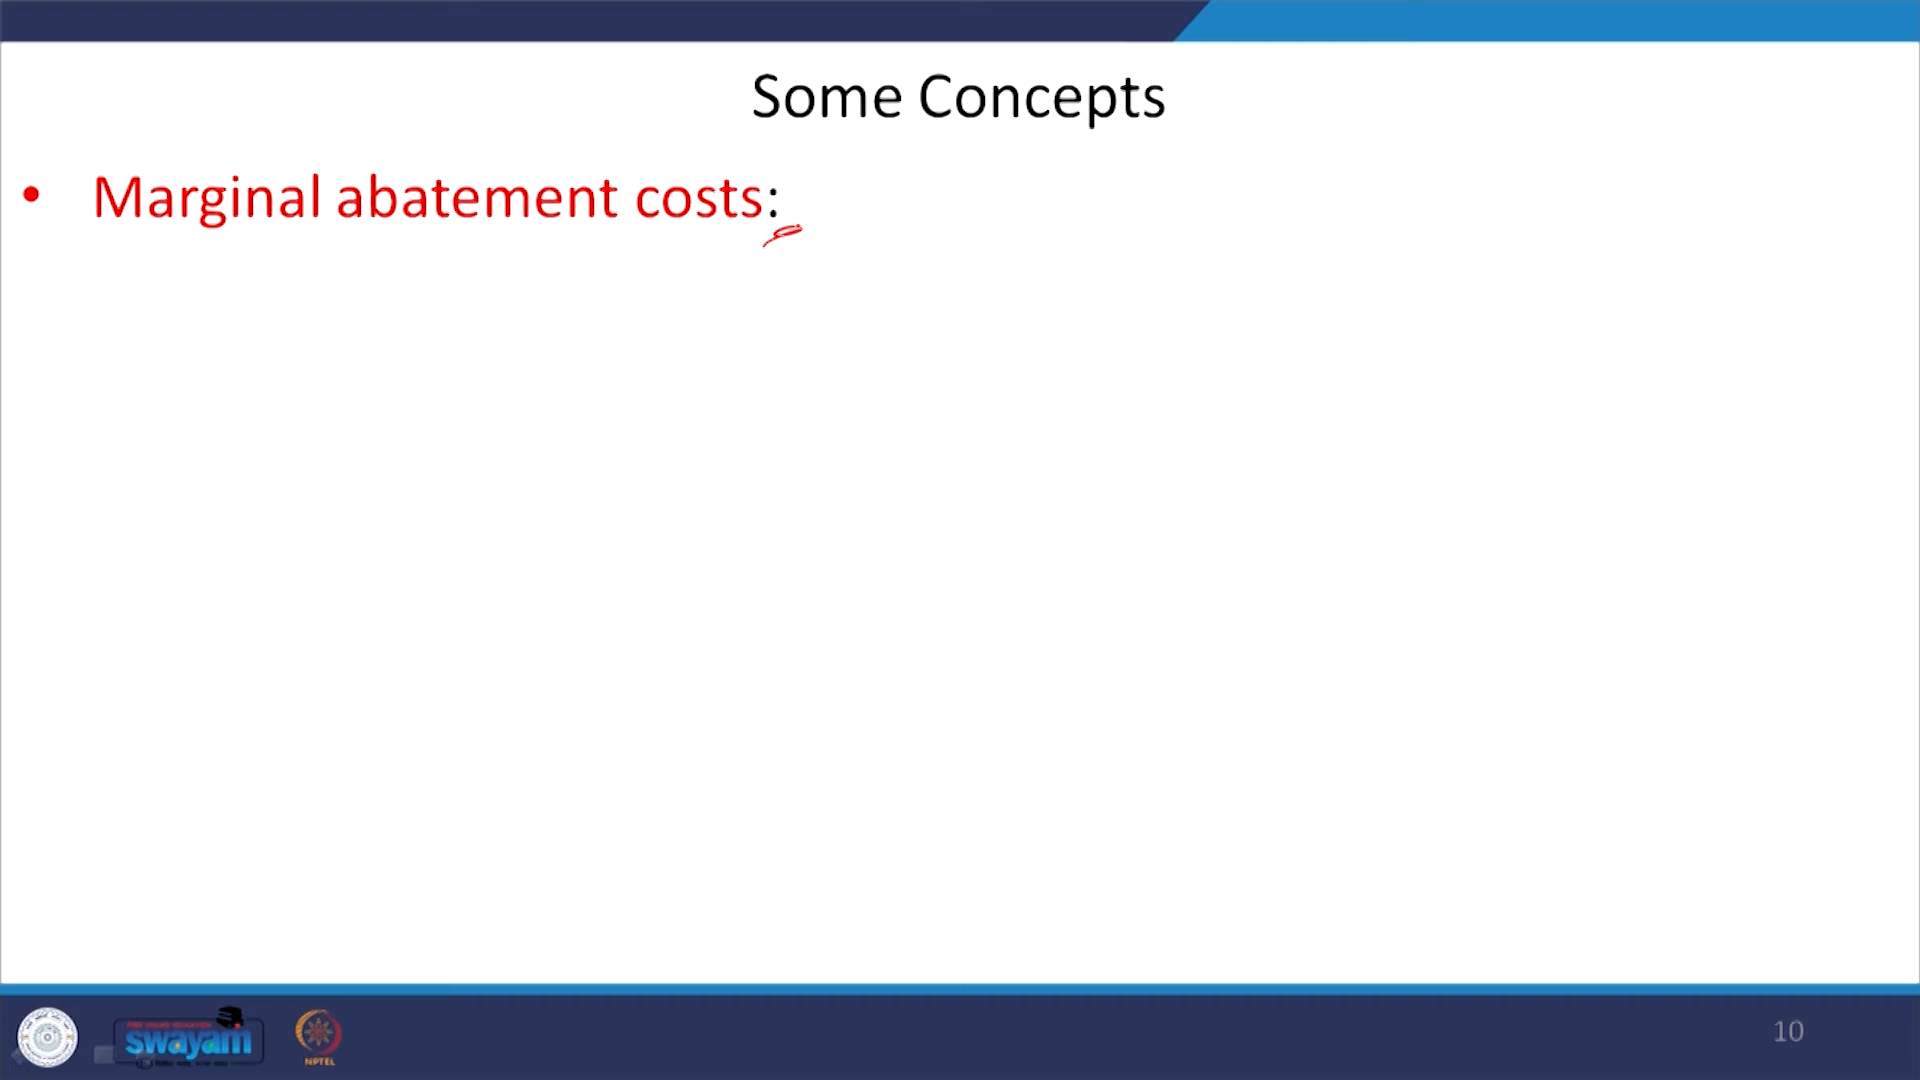 Some Concepts
• Marginal abatement costs:
swayam
NPTEL
10